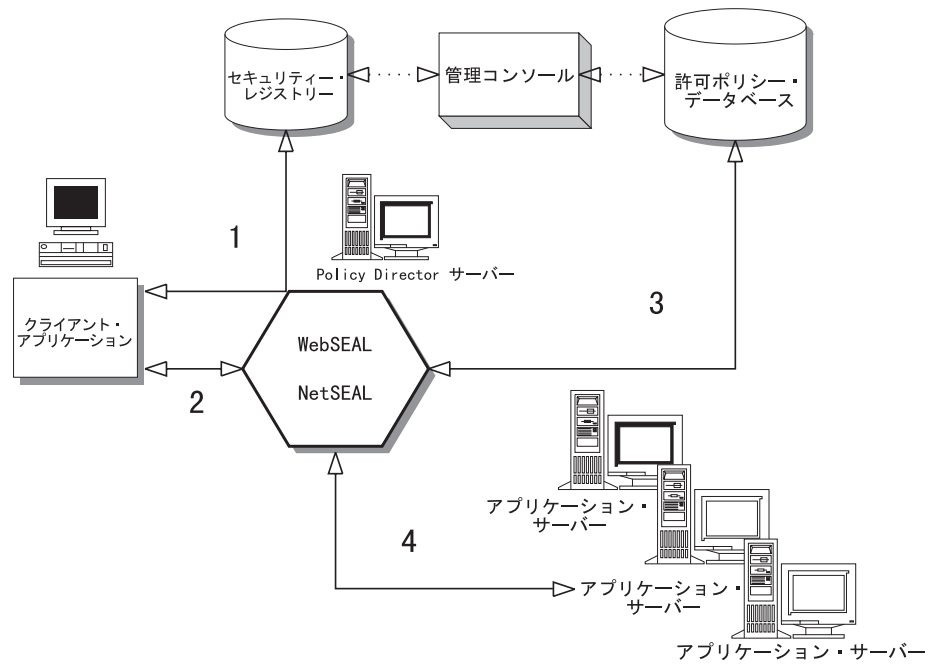 セキュリティー・
レジストリー
管理コンソール
許可ポリシー・
データベース
1
Policy Director サーバー
3
クライアント・
アプリケーション
WebSEAL
NetSEAL
2
アプリケーション・
サーバー
4
アプリケーション・
サーバー
アプリケーション・サーバー